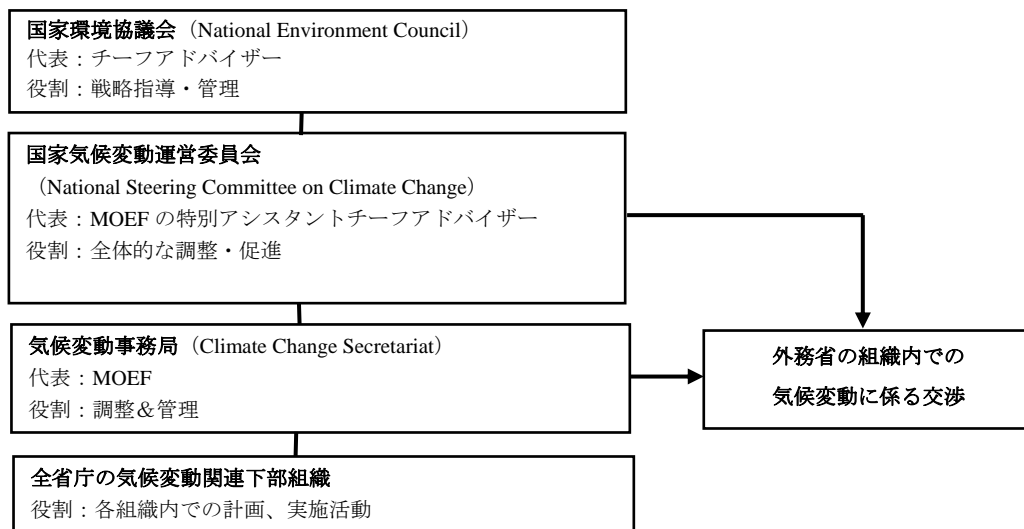 国家環境協議会（National Environment Council）
代表：チーフアドバイザー
役割：戦略指導・管理
国家気候変動運営委員会
（National Steering Committee on Climate Change）
代表：MOEF の特別アシスタントチーフアドバイザー
役割：全体的な調整・促進
気候変動事務局（Climate Change Secretariat）
代表：MOEF
役割：調整＆管理
外務省の組織内での
気候変動に係る交渉
全省庁の気候変動関連下部組織
役割：各組織内での計画、実施活動